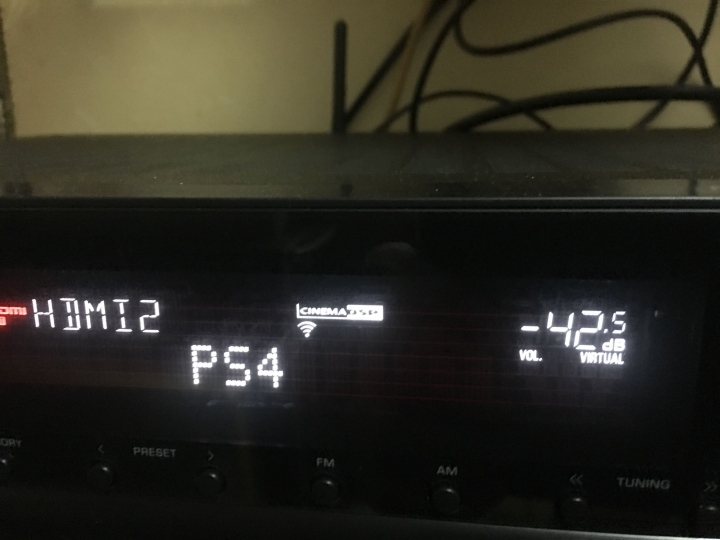 HDMI2
CINEMA DSP
-42.5
dB
VOL. VIRTUAL
PS4
< PRESET >
FM
AM
<< TUNING >>